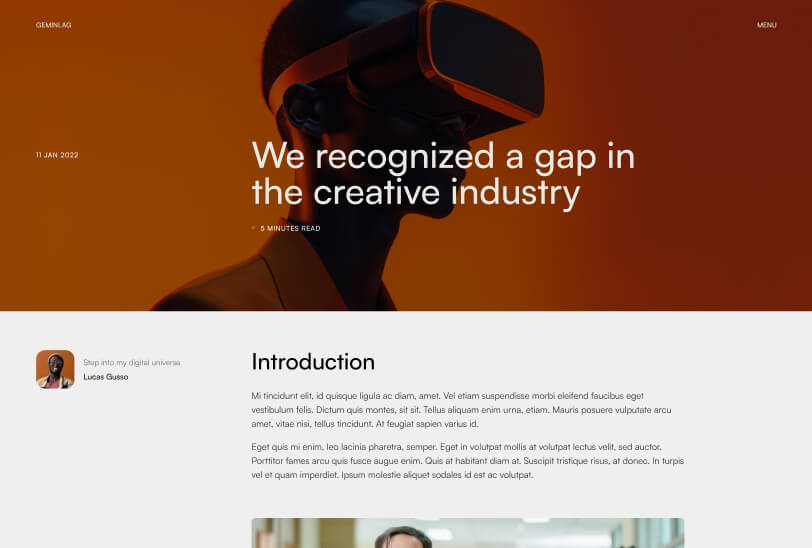 GEMINI.AG
MENU
11 JAN 2022
We recognized a gap in
the creative industry
5 MINUTES READ
Step into my digital universe
Lucas Gusso
Introduction
Mi tincidunt elit, id quisque ligula ac diam, amet. Vel etiam suspendisse morbi eleifend faucibus eget
vestibulum felis. Dictum quis montes, sit sit. Tellus aliquam enim urna, etiam. Mauris posuere vulputate arcu
amet, vitae nisi, tellus tincidunt. At feugiat sapien varius id.
Eget quis mi enim, leo lacinia pharetra, semper. Eget in volutpat mollis at volutpat lectus velit, sed auctor.
Porttitor fames arcu quis fusce augue enim. Quis at habitant diam at. Suscipit tristique risus, at donec. In turpis
vel et quam imperdiet. Ipsum molestie aliquet sodales id est ac volutpat.